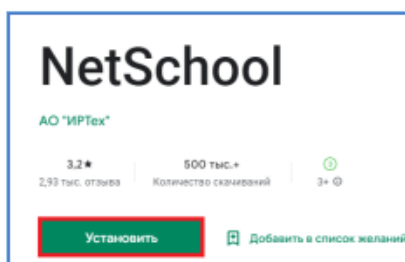 NetSchool
АО "ИРТех"
3,2★ 500 тыс.+
2,93 тыс. отзыва Количество скачиваний 3+
Установить Добавить в список желаний